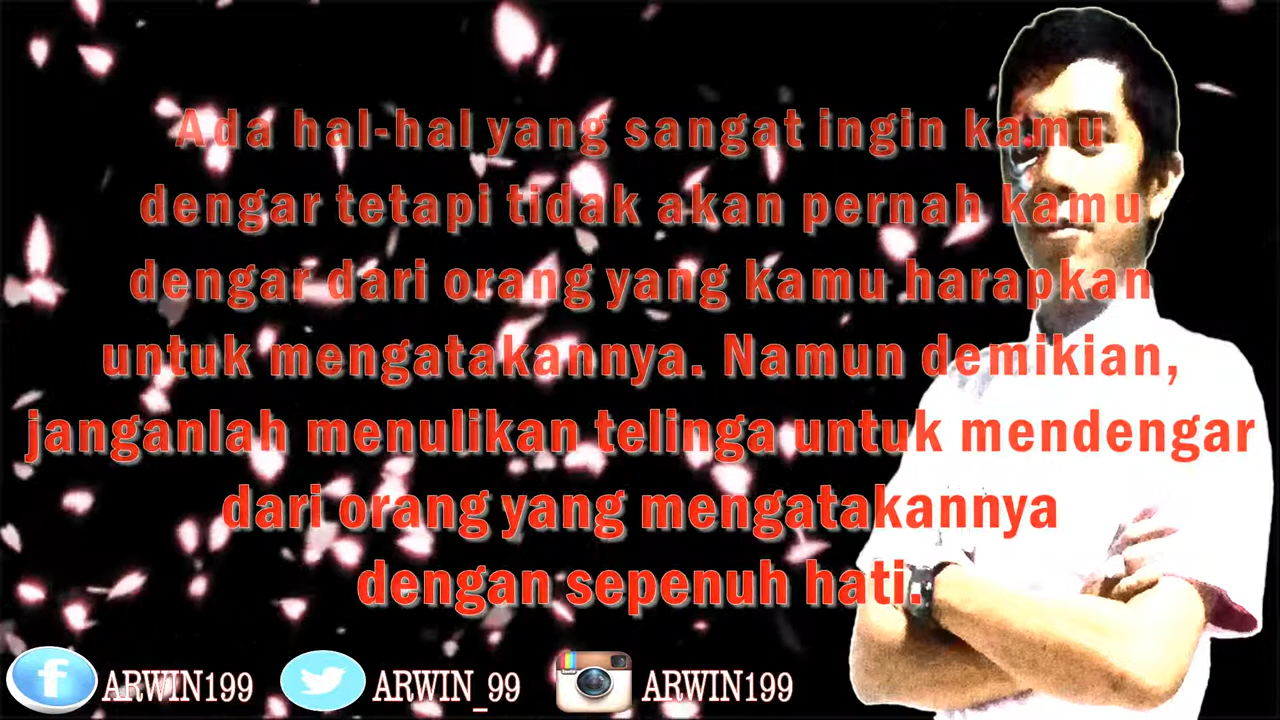 Ada hal-hal yang sangat ingin kamu
dengar tetapi tidak akan pernah kamu
dengar dari orang yang kamu harapkan
untuk mengatakannya. Namun demikian,
janganlah menulikan telinga untuk mendengar
dari orang yang mengatakannya
dengan sepenuh hati.
ARWIN199 ARWIN_99 ARWIN199